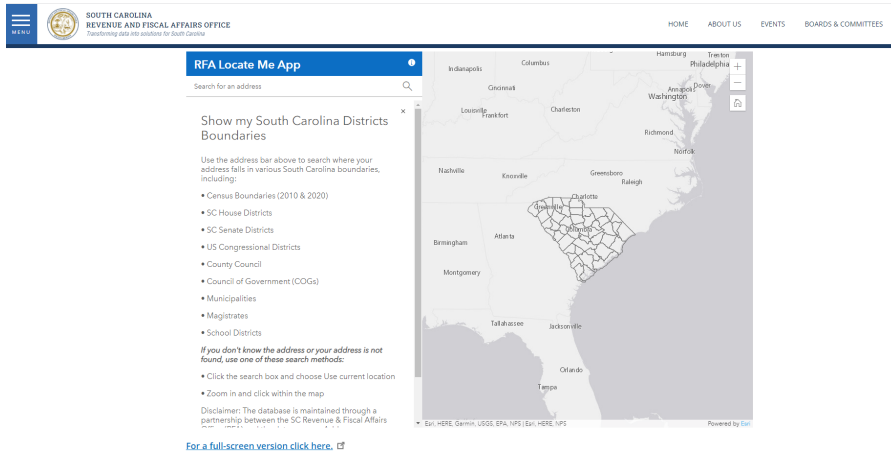 SOUTH CAROLINA
REVENUE AND FISCAL AFFAIRS OFFICE
Transforming data into solutions for South Carolina
MENU
HOME ABOUT US EVENTS BOARDS & COMMITTEES
RFA Locate Me App
Search for an address
Show my South Carolina Districts
Boundaries
Use the address bar above to search where your
address falls in various South Carolina boundaries,
including:
• Census Boundaries (2010 & 2020)
• SC House Districts
• SC Senate Districts
• US Congressional Districts
• County Council
• Council of Government (COGs)
• Municipalities
• Magistrates
• School Districts
If you don't know the address or your address is not
found, use one of these search methods:
• Click the search box and choose Use current location
• Zoom in and click within the map
Disclaimer: The database is maintained through a
partnership between the SC Revenue & Fiscal Affairs
Harrisburg Trenton
Philadelphia
Indianapolis
Columbus
Cincinnati
Annapolis
Dover
Washington
Louisville
Frankfort
Charleston
Richmond
Norfolk
Nashville
Knoxville
Greensboro
Raleigh
Charlotte
Greenville
Columbia
Atlanta
Birmingham
Montgomery
Tallahassee
Jacksonville
Orlando
Tampa
Esri, HERE, Garmin, USGS, EPA, NPS | Esri, HERE, NPS
Powered by Esri
For a full-screen version click here.